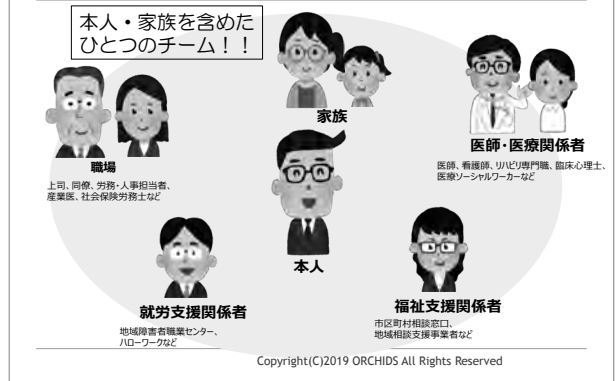 本人・家族を含めた
ひとつのチーム！！
家族
職場
上司、同僚、労務・人事担当者、
産業医、社会保険労務士など
医師・医療関係者
医師、看護師、リハビリ専門職、臨床心理士、
医療ソーシャルワーカーなど
本人
就労支援関係者
地域障害者職業センター、
ハローワークなど
福祉支援関係者
市区町村相談窓口、
地域相談支援事業者など
Copyright(C)2019 ORCHIDS All Rights Reserved